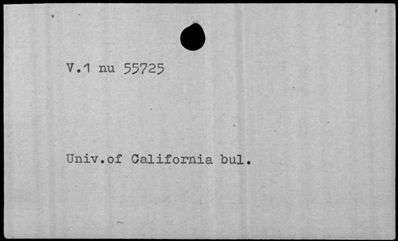 V.1 nu 55725
Univ.of California bul.